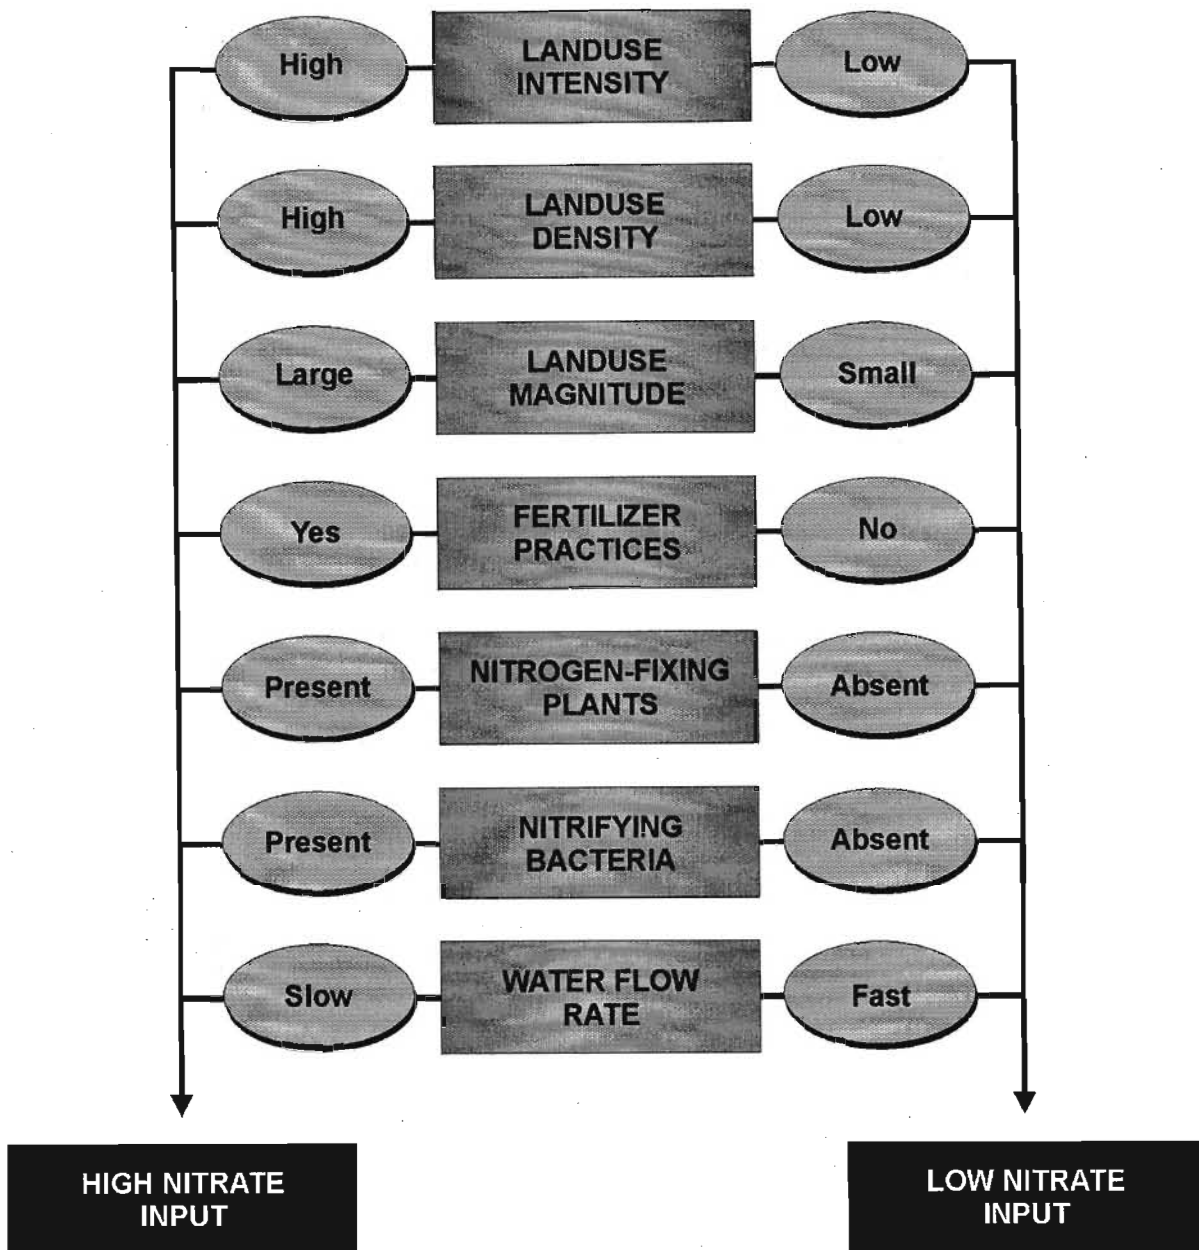 High
LANDUSE
INTENSITY
Low
High
LANDUSE
DENSITY
Low
Large
LANDUSE
MAGNITUDE
Small
Yes
FERTILIZER
PRACTICES
No
Present
NITROGEN-FIXING
PLANTS
Absent
Present
NITRIFYING
BACTERIA
Absent
Slow
WATER FLOW
RATE
Fast
HIGH NITRATE
INPUT
LOW NITRATE
INPUT